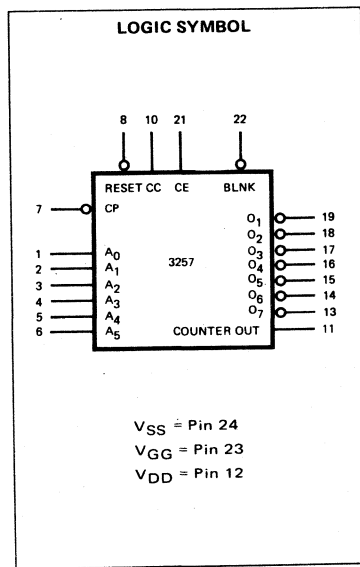 LOGIC SYMBOL
8 10 21 22
RESET CC CE BLNK
7 CP
O1 19
O2 18
1 A0 3257 O3 17
2 A1 O4 16
3 A2 O5 15
4 A3 O6 14
5 A4 O7 13
6 A5 COUNTER OUT 11
VSS = Pin 24
VGG = Pin 23
VDD = Pin 12